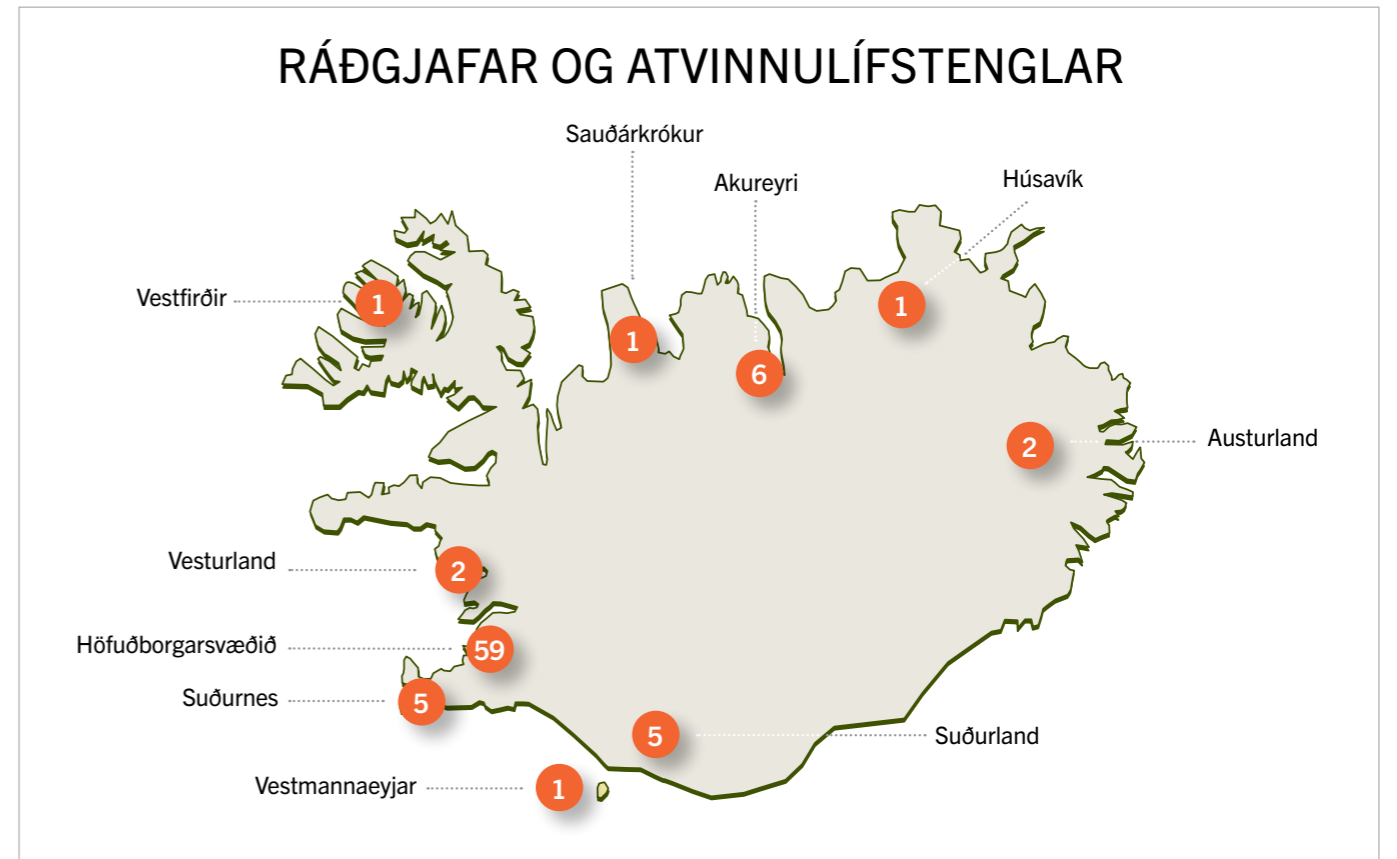 RÁÐGJAFAR OG ATVINNULÍFSTENGLAR
Sauðárkrókur
Akureyri
Húsavík
Vestfirðir
1
1
1
6
2
Austurland
Vesturland
2
Höfuðborgarsvæðið
59
Suðurnes
5
5
Suðurland
Vestmannaeyjar
1